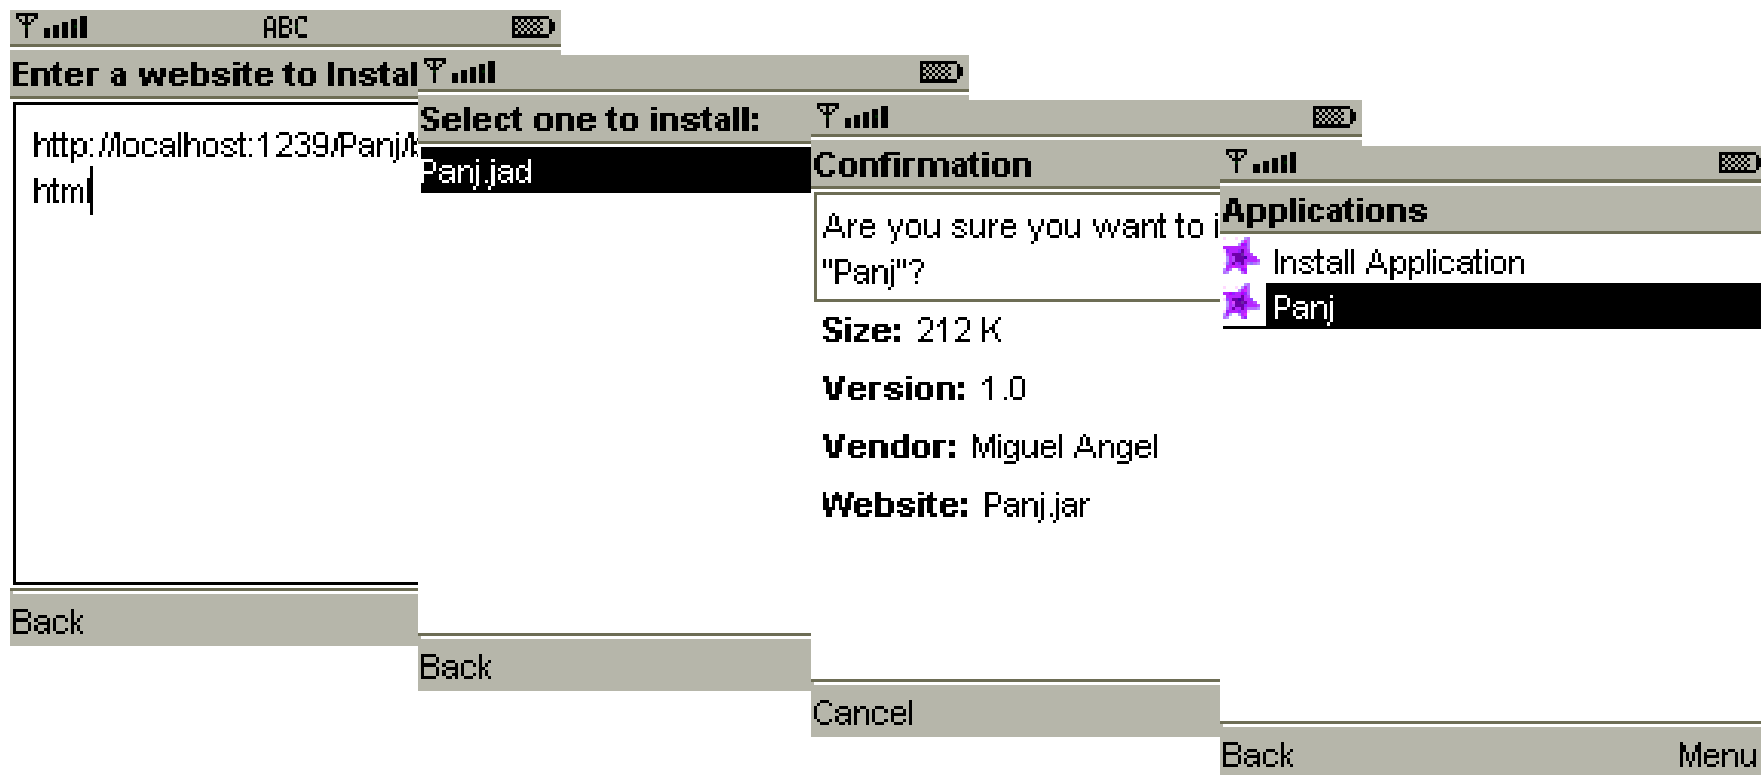 ABC
Enter a website to Instal
http://localhost:1239/Panj/
html
Back
Select one to install:
Panj.jad
Back
Confirmation
Are you sure you want to i
"Panj"?
Size: 212 K
Version: 1.0
Vendor: Miguel Angel
Website: Panj.jar
Cancel
Applications
Install Application
Panj
Back Menu